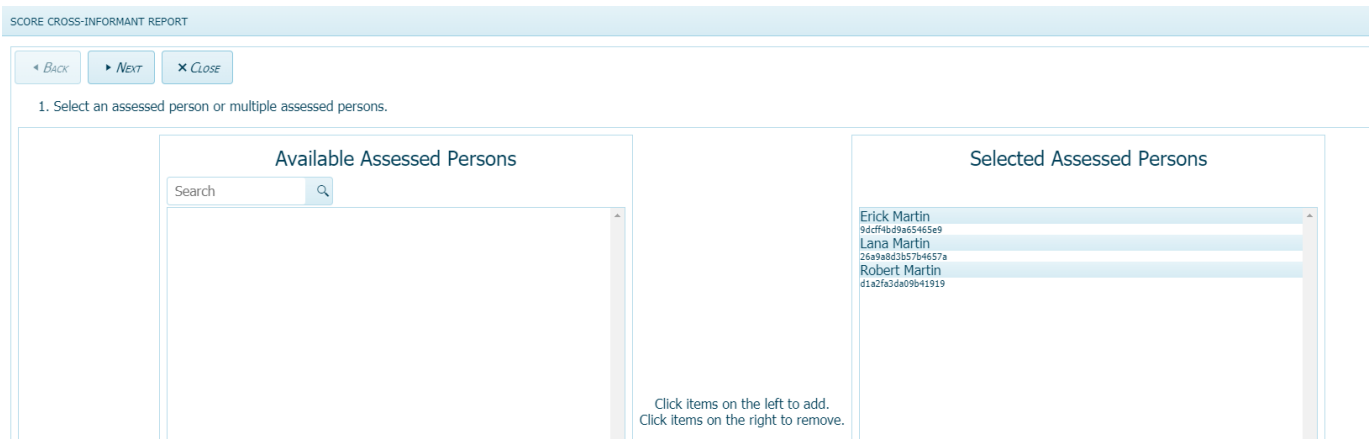 SCORE CROSS-INFORMANT REPORT
BACK NEXT CLOSE
1. Select an assessed person or multiple assessed persons.
Available Assessed Persons
Search
Selected Assessed Persons
Erick Martin
9dcff4bd9a65465e9
Lana Martin
26a9a8d3b57b4657a
Robert Martin
d1a2fa3da09b41919
Click items on the left to add.
Click items on the right to remove.